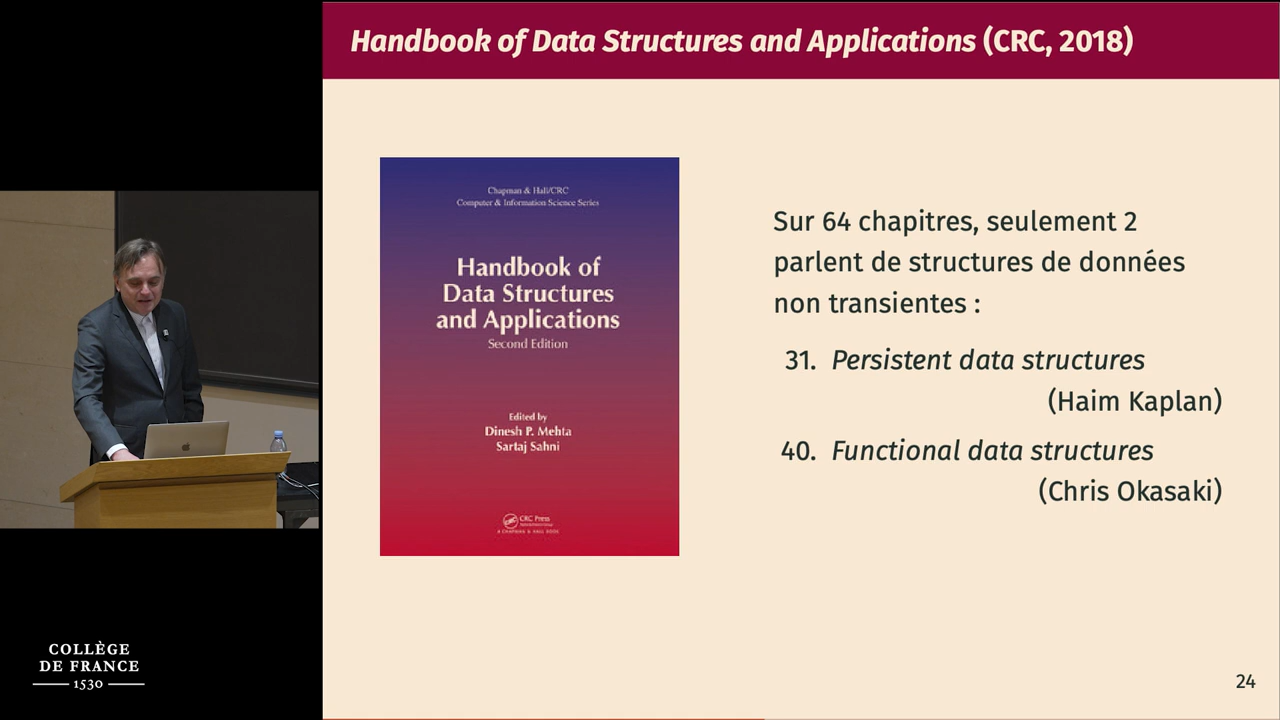 Handbook of Data Structures and Applications (CRC, 2018)
Chapman & Hall/CRC
Computer & Information Science Series
Handbook of
Data Structures
and Applications
Second Edition
Edited by
Dinesh P. Mehta
Sartaj Sahni
CRC Press
A CHAPMAN & HALL BOOK
Sur 64 chapitres, seulement 2
parlent de structures de données
non transientes :
31. Persistent data structures
(Haim Kaplan)
40. Functional data structures
(Chris Okasaki)
COLLÈGE
DE FRANCE
1530
24